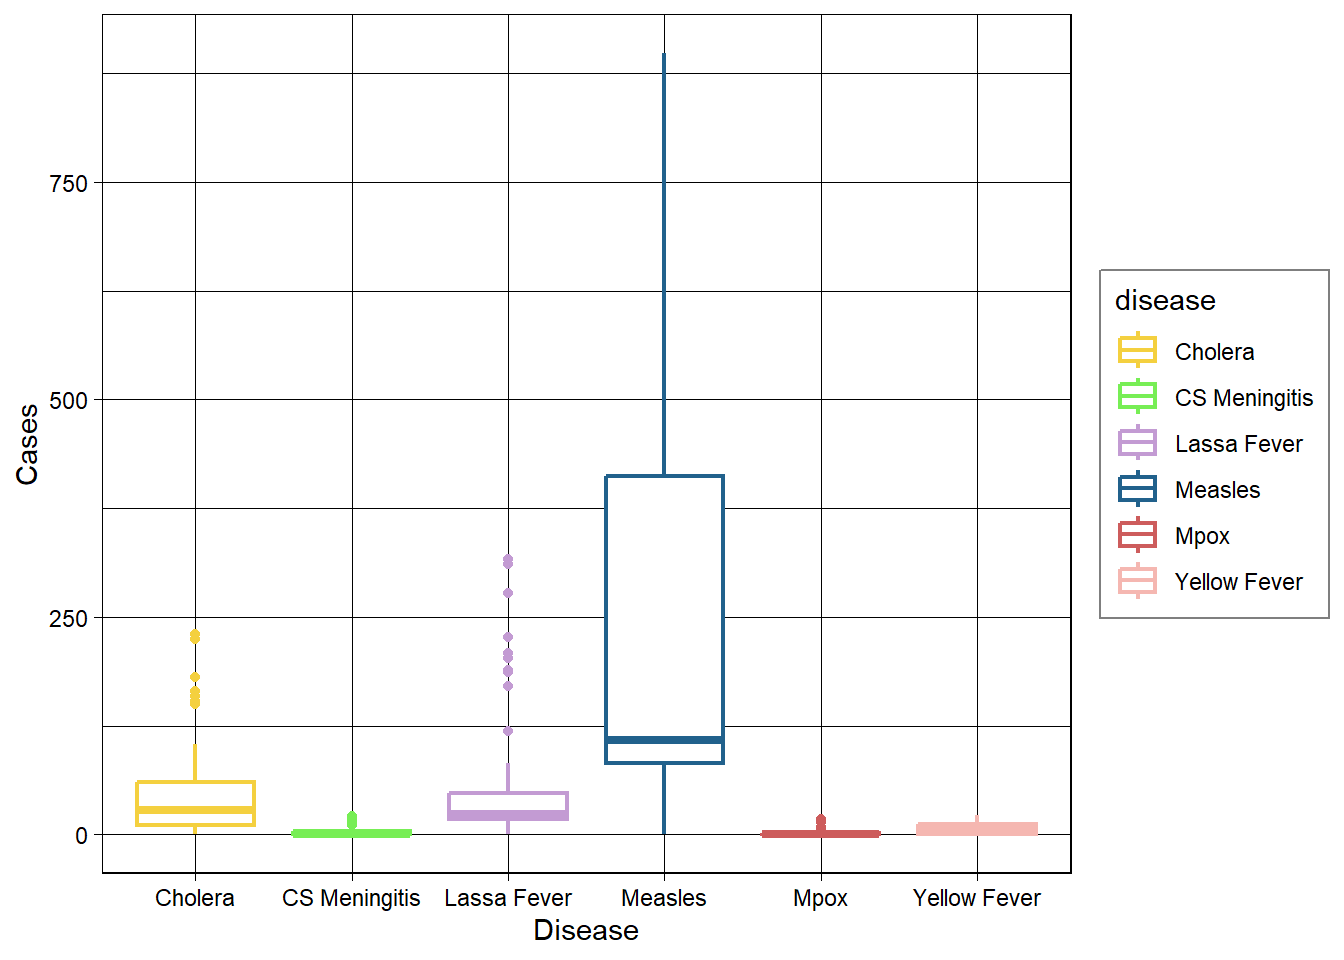 750
500
250
0
Cases
Cholera CS Meningitis Lassa Fever Measles Mpox Yellow Fever
Disease
disease
Cholera
CS Meningitis
Lassa Fever
Measles
Mpox
Yellow Fever